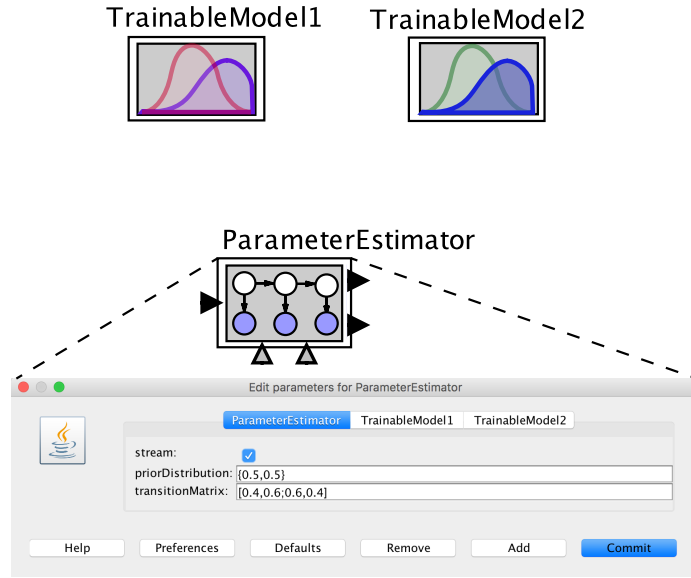 TrainableModel1
TrainableModel2
ParameterEstimator
Edit parameters for ParameterEstimator
ParameterEstimator TrainableModel1 TrainableModel2
stream:
priorDistribution: {0.5,0.5}
transitionMatrix: [0.4,0.6;0.6,0.4]
Help Preferences Defaults Remove Add Commit